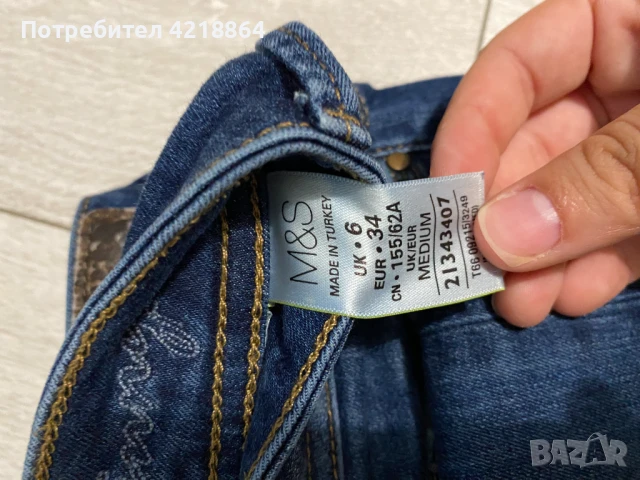 Потребител 4218864
M&S
MADE IN TURKEY
UK • 6
EUR • 34
CN • 155/62A
UK/EUR
MEDIUM
21343407
BAZAR